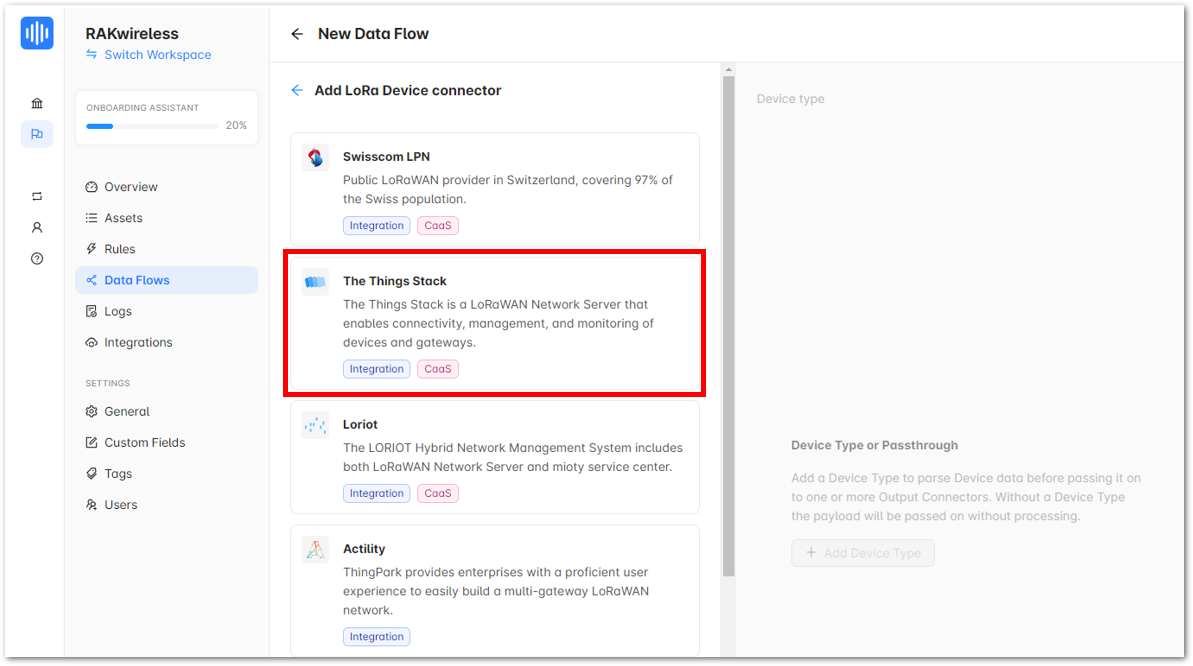 RAKwireless
Switch Workspace
ONBOARDING ASSISTANT
20%
Overview
Assets
Rules
Data Flows
Logs
Integrations
SETTINGS
General
Custom Fields
Tags
Users
New Data Flow
Add LoRa Device connector
Swisscom LPN
Public LoRaWAN provider in Switzerland, covering 97% of
the Swiss population.
Integration CaaS
The Things Stack
The Things Stack is a LoRaWAN Network Server that
enables connectivity, management, and monitoring of
devices and gateways.
Integration CaaS
Loriot
The LORIOT Hybrid Network Management System includes
both LoRaWAN Network Server and mioty service center.
Integration CaaS
Actility
ThingPark provides enterprises with a proficient user
experience to easily build a multi-gateway LoRaWAN
network.
Integration
Device type
Device Type or Passthrough
Add a Device Type to parse Device data before passing it on
to one or more Output Connectors. Without a Device Type
the payload will be passed on without processing.
+ Add Device Type